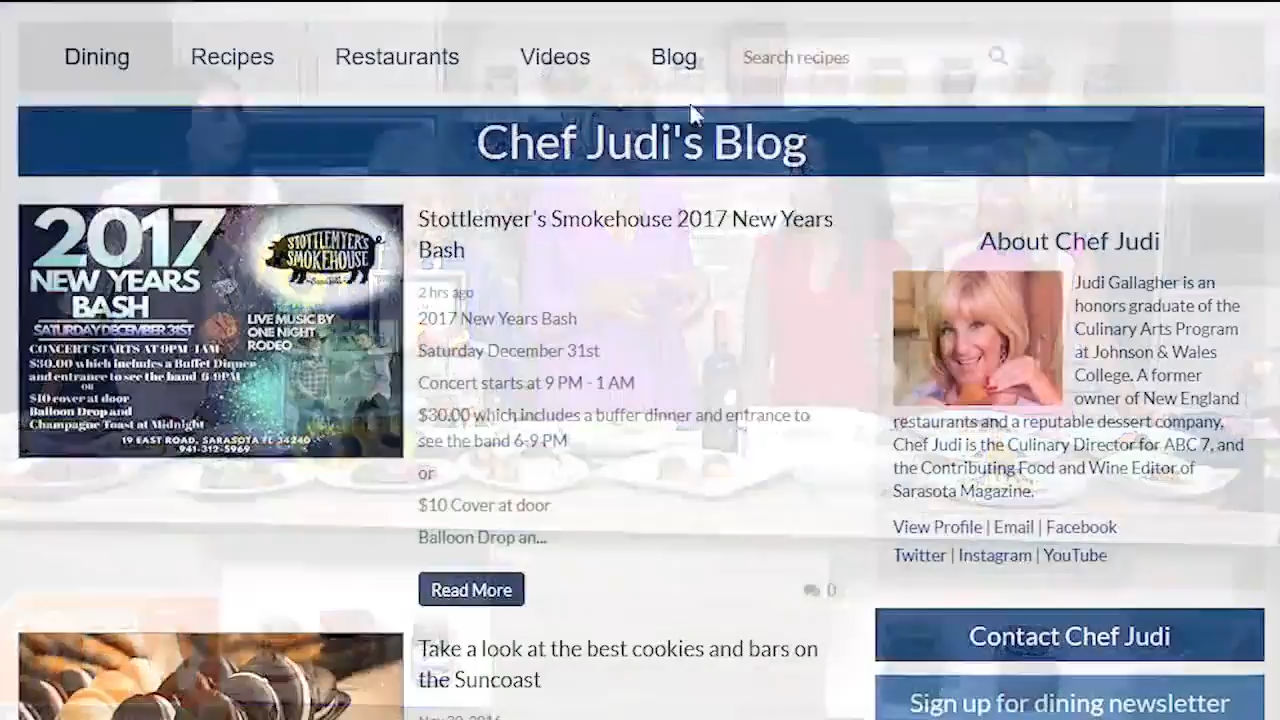 Dining Recipes Restaurants Videos Blog Search recipes
Chef Judi's Blog
2017
NEW YEARS
BASH
SATURDAY DECEMBER 31ST
CONCERT STARTS AT 9PM-1AM
$30.00 which includes a Buffet Dinner
and entrance to see the band 6-9PM
OR
$10 cover at door
Balloon Drop and
Champagne Toast at Midnight
STOTTLEMYER'S
SMOKEHOUSE
LIVE MUSIC BY
ONE NIGHT
RODEO
19 EAST ROAD, SARASOTA FL 34240
941-312-5969
Stottlemyer's Smokehouse 2017 New Years
Bash
2 hrs ago
2017 New Years Bash
Saturday December 31st
Concert starts at 9 PM - 1 AM
$30.00 which includes a buffer dinner and entrance to
see the band 6-9 PM
or
$10 Cover at door
Balloon Drop an...
Read More
0
Take a look at the best cookies and bars on
the Suncoast
Nov 30, 2016
About Chef Judi
Judi Gallagher is an
honors graduate of the
Culinary Arts Program
at Johnson & Wales
College. A former
owner of New England
restaurants and a reputable dessert company,
Chef Judi is the Culinary Director for ABC 7, and
the Contributing Food and Wine Editor of
Sarasota Magazine.
View Profile | Email | Facebook
Twitter | Instagram | YouTube
Contact Chef Judi
Sign up for dining newsletter